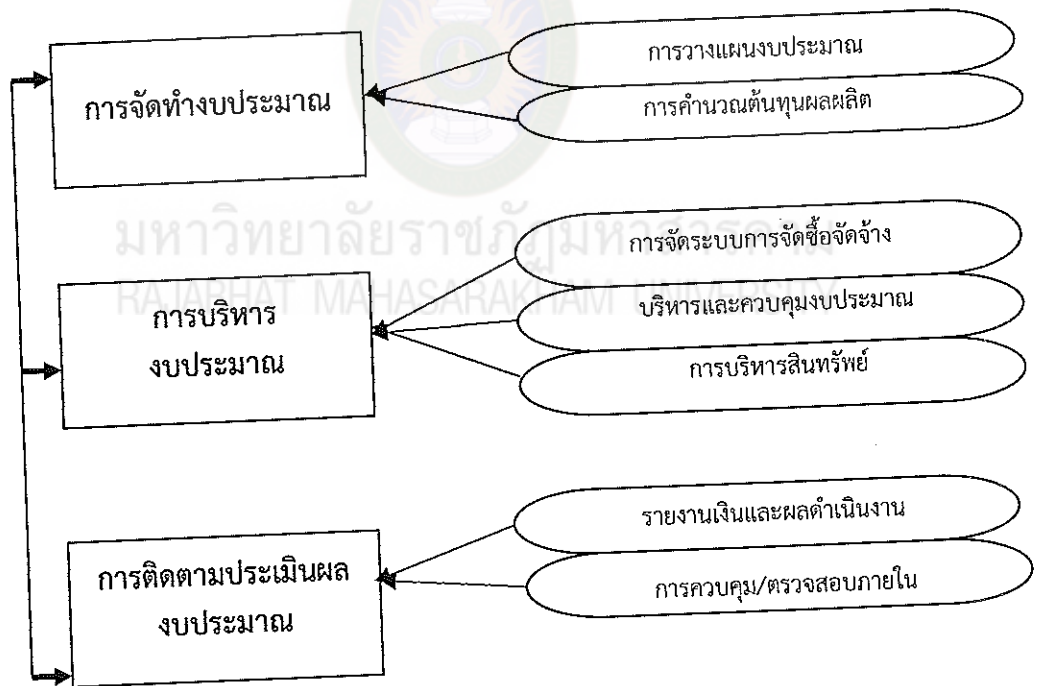 การจัดทำงบประมาณ
การวางแผนงบประมาณ
การคำนวณต้นทุนผลผลิต
มหาวิทยาลัยราชภัฏมหาสารคาม
RAJABHAT MAHASARAKHAM UNIVERSITY
การบริหาร
งบประมาณ
การจัดระบบการจัดซื้อจัดจ้าง
บริหารและควบคุมงบประมาณ
การบริหารสินทรัพย์
การติดตามประเมินผล
งบประมาณ
รายงานเงินและผลดำเนินงาน
การควบคุม/ตรวจสอบภายใน